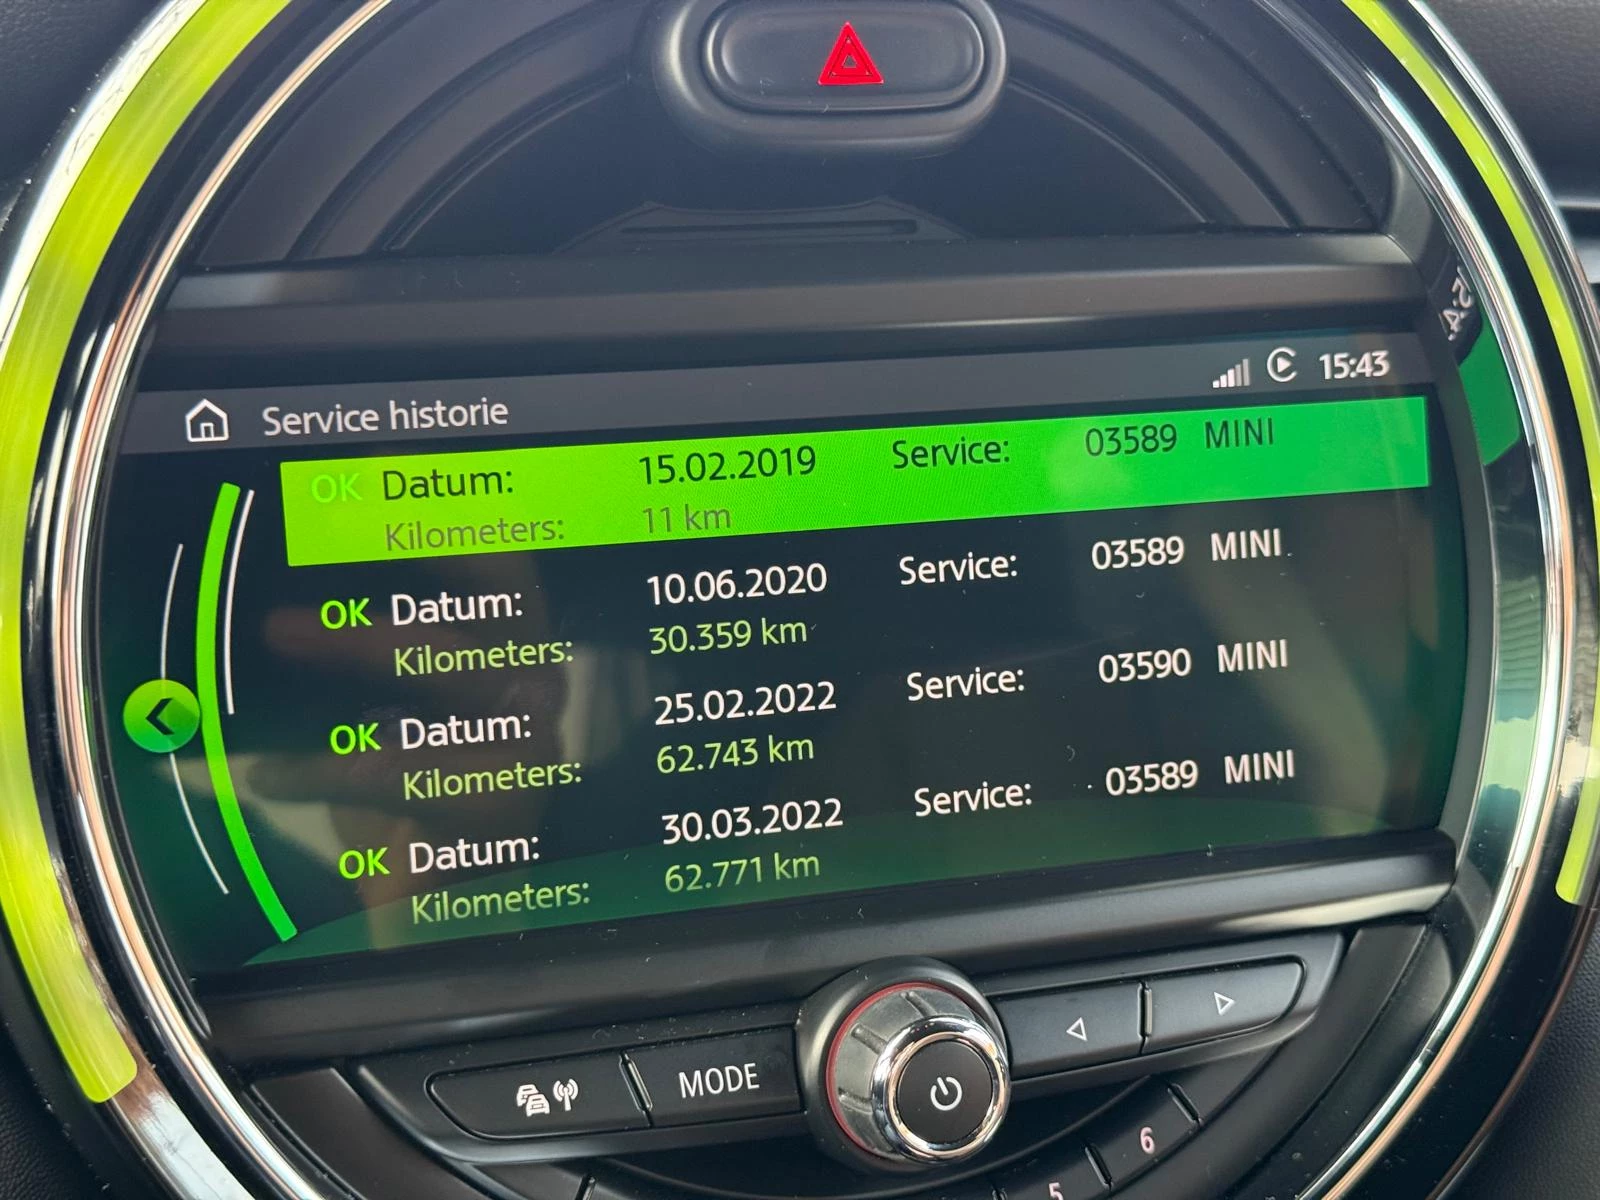 Service historie 15:43
OK Datum: 15.02.2019 Service: 03589 MINI
Kilometers: 11 km
OK Datum: 10.06.2020 Service: 03589 MINI
Kilometers: 30.359 km
OK Datum: 25.02.2022 Service: 03590 MINI
Kilometers: 62.743 km
OK Datum: 30.03.2022 Service: 03589 MINI
Kilometers: 62.771 km
MODE
6
5